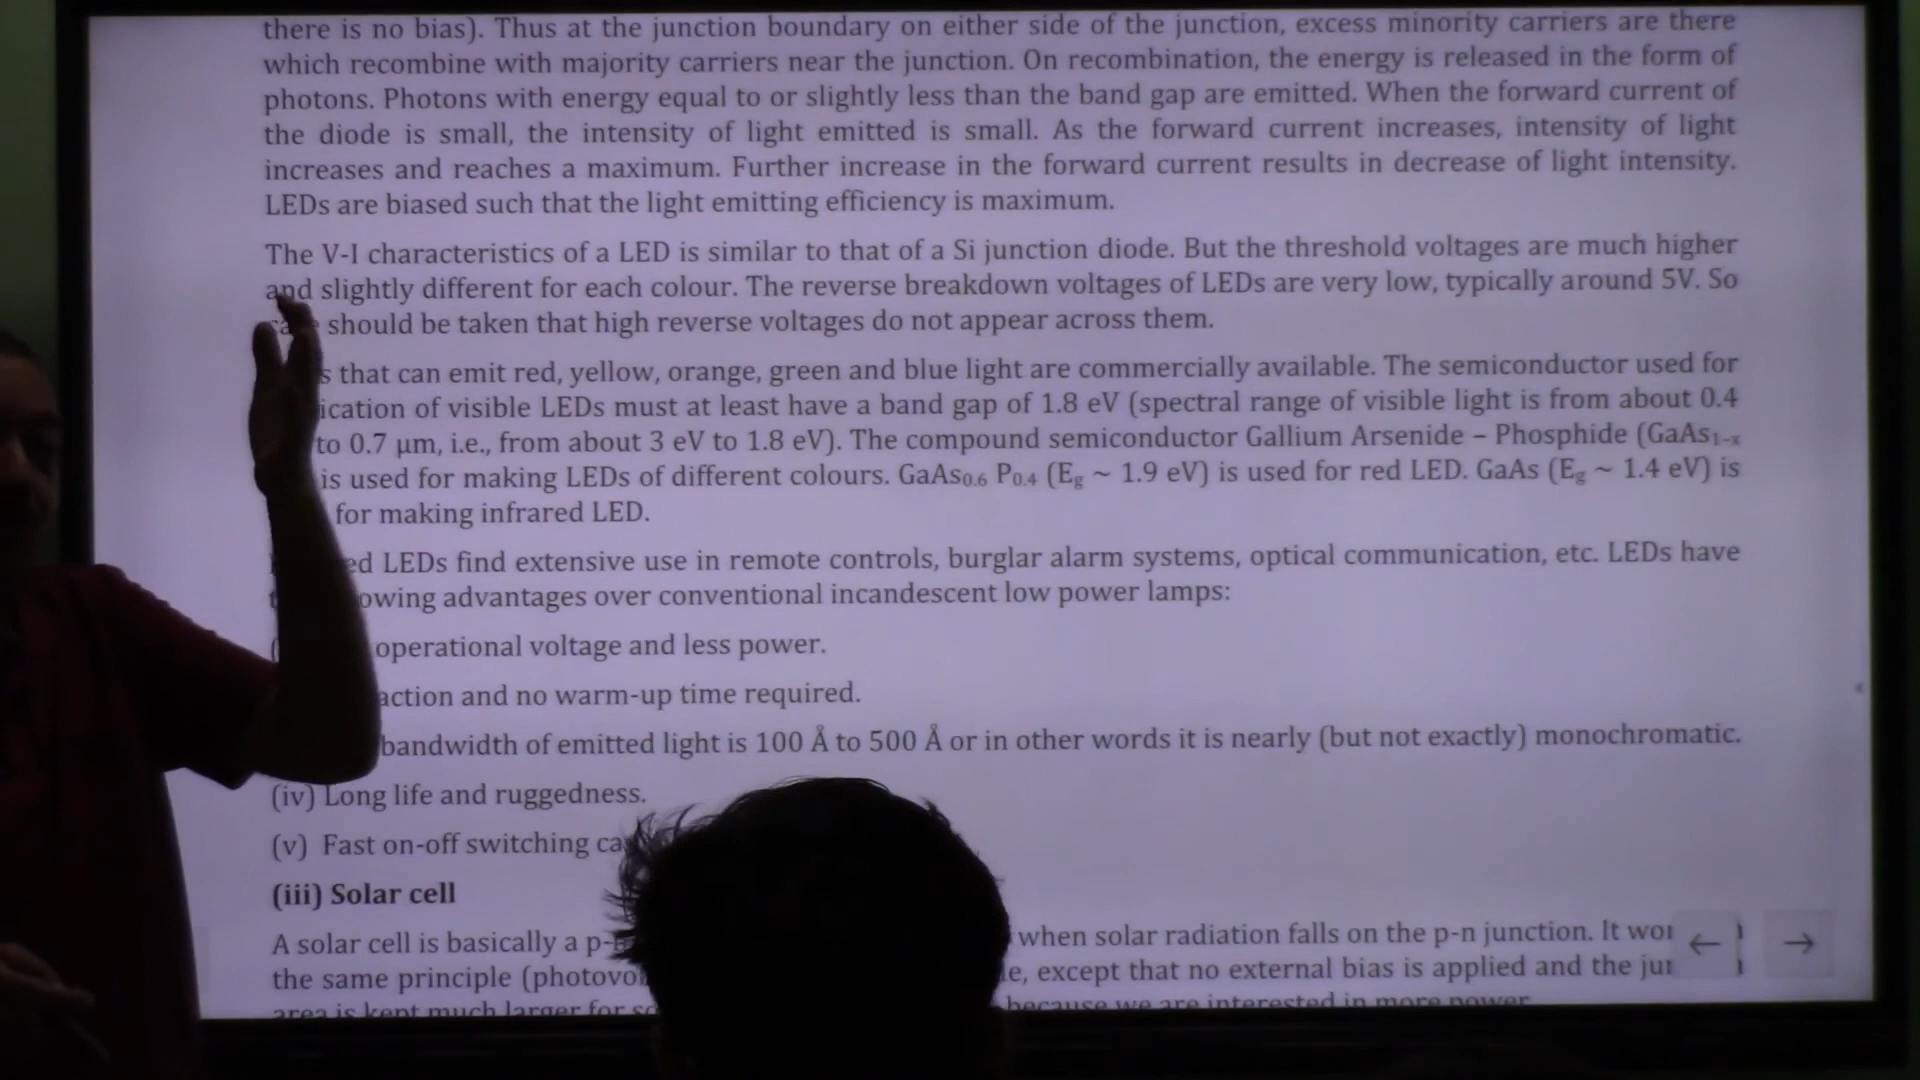 there is no bias). Thus at the junction boundary on either side of the junction, excess minority carriers are there
which recombine with majority carriers near the junction. On recombination, the energy is released in the form of
photons. Photons with energy equal to or slightly less than the band gap are emitted. When the forward current of
the diode is small, the intensity of light emitted is small. As the forward current increases, intensity of light
increases and reaches a maximum. Further increase in the forward current results in decrease of light intensity.
LEDs are biased such that the light emitting efficiency is maximum.
The V-I characteristics of a LED is similar to that of a Si junction diode. But the threshold voltages are much higher
and slightly different for each colour. The reverse breakdown voltages of LEDs are very low, typically around 5V. So
should be taken that high reverse voltages do not appear across them.
that can emit red, yellow, orange, green and blue light are commercially available. The semiconductor used for
of visible LEDs must at least have a band gap of 1.8 eV (spectral range of visible light is from about 0.4
to 0.7 μm, i.e., from about 3 eV to 1.8 eV). The compound semiconductor Gallium Arsenide – Phosphide (GaAs₁₋ₓ
is used for making LEDs of different colours. GaAs₀.₆ P₀.₄ (Eg ~ 1.9 eV) is used for red LED. GaAs (Eg ~ 1.4 eV) is
for making infrared LED.
LEDs find extensive use in remote controls, burglar alarm systems, optical communication, etc. LEDs have
advantages over conventional incandescent low power lamps:
operational voltage and less power.
action and no warm-up time required.
bandwidth of emitted light is 100 Å to 500 Å or in other words it is nearly (but not exactly) monochromatic.
(iv) Long life and ruggedness.
(v) Fast on-off switching
(iii) Solar cell
A solar cell is basically a when solar radiation falls on the p-n junction. It
the same principle except that no external bias is applied and the
area is kept much larger for because we are interested in more power